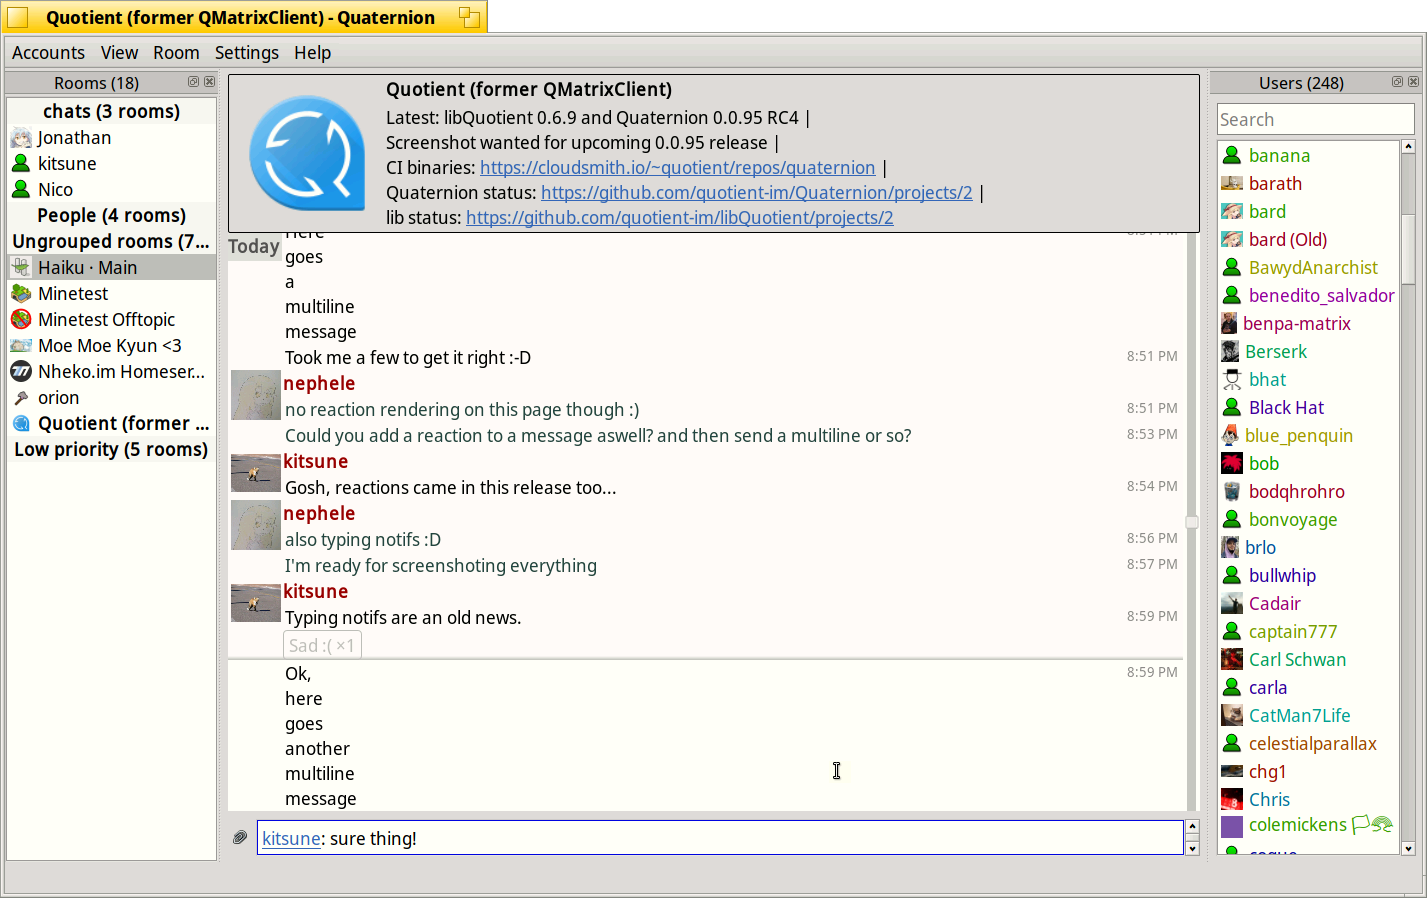 Quotient (former QMatrixClient) - Quaternion
Accounts View Room Settings Help
Rooms (18)
chats (3 rooms)
Jonathan
kitsune
Nico
People (4 rooms)
Ungrouped rooms (7...
Haiku · Main
Minetest
Minetest Offtopic
Moe Moe Kyun <3
Nheko.im Homeser...
orion
Quotient (former ...
Low priority (5 rooms)
Quotient (former QMatrixClient)
Latest: libQuotient 0.6.9 and Quaternion 0.0.95 RC4 |
Screenshot wanted for upcoming 0.0.95 release |
CI binaries: https://cloudsmith.io/~quotient/repos/quaternion |
Quaternion status: https://github.com/quotient-im/Quaternion/projects/2 |
lib status: https://github.com/quotient-im/libQuotient/projects/2
Today
Here
goes
a
multiline
message
Took me a few to get it right :-D 8:51 PM
nephele
no reaction rendering on this page though :) 8:51 PM
Could you add a reaction to a message aswell? and then send a multiline or so? 8:53 PM
kitsune
Gosh, reactions came in this release too... 8:54 PM
nephele
also typing notifs :D 8:56 PM
I'm ready for screenshoting everything 8:57 PM
kitsune
Typing notifs are an old news. 8:59 PM
Sad :( ×1
Ok, 8:59 PM
here
goes
another
multiline
message
kitsune: sure thing!
Users (248)
Search
banana
barath
bard
bard (Old)
BawydAnarchist
benedito_salvador
benpa-matrix
Berserk
bhat
Black Hat
blue_penquin
bob
bodqhrohro
bonvoyage
brlo
bullwhip
Cadair
captain777
Carl Schwan
carla
CatMan7Life
celestialparallax
chg1
Chris
colemickens